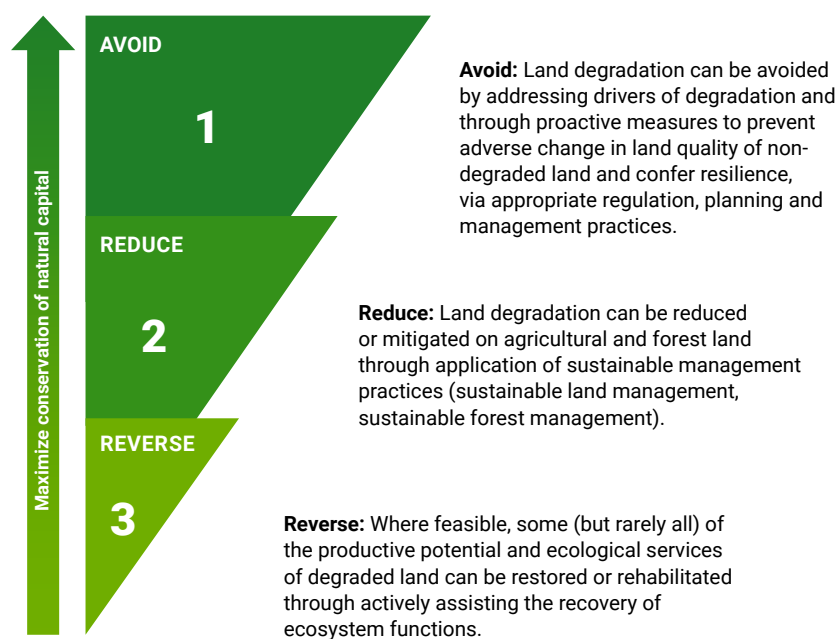 Maximize conservation of natural capital
AVOID
1
Avoid: Land degradation can be avoided
by addressing drivers of degradation and
through proactive measures to prevent
adverse change in land quality of non-
degraded land and confer resilience,
via appropriate regulation, planning and
management practices.
REDUCE
2
Reduce: Land degradation can be reduced
or mitigated on agricultural and forest land
through application of sustainable management
practices (sustainable land management,
sustainable forest management).
REVERSE
3
Reverse: Where feasible, some (but rarely all) of
the productive potential and ecological services
of degraded land can be restored or rehabilitated
through actively assisting the recovery of
ecosystem functions.